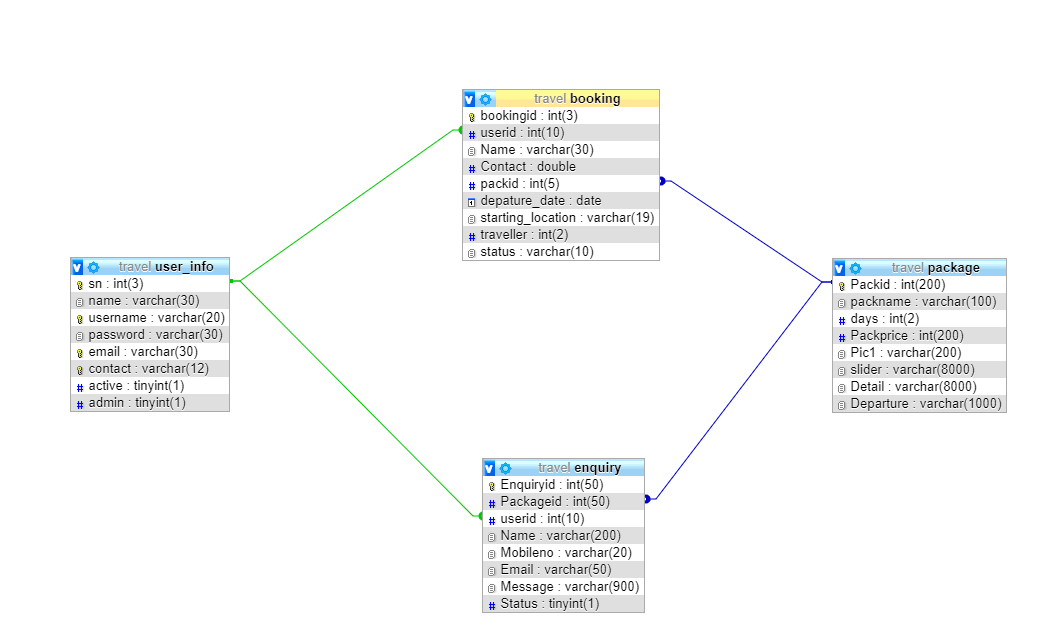 travel booking
bookingid : int(3)
userid : int(10)
Name : varchar(30)
Contact : double
packid : int(5)
depature_date : date
starting_location : varchar(19)
traveller : int(2)
status : varchar(10)
travel user_info
sn : int(3)
name : varchar(30)
username : varchar(20)
password : varchar(30)
email : varchar(30)
contact : varchar(12)
active : tinyint(1)
admin : tinyint(1)
travel package
Packid : int(200)
packname : varchar(100)
days : int(2)
Packprice : int(200)
Pic1 : varchar(200)
slider : varchar(8000)
Detail : varchar(8000)
Departure : varchar(1000)
travel enquiry
Enquiryid : int(50)
Packageid : int(50)
userid : int(10)
Name : varchar(200)
Mobileno : varchar(20)
Email : varchar(50)
Message : varchar(900)
Status : tinyint(1)